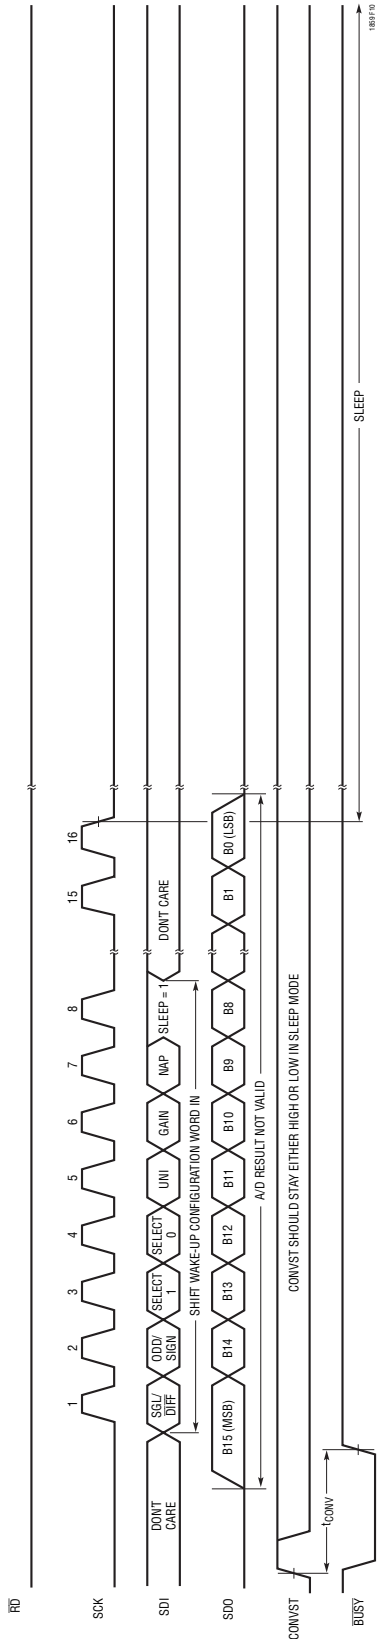 RD
SCK
1
2
3
4
5
6
7
8
15
16
SDI
DONT
CARE
SGL/
DIFF
ODD/
SIGN
SELECT
1
SELECT
0
UNI
GAIN
NAP
SLEEP = 1
DONT CARE
SHIFT WAKE-UP CONFIGURATION WORD IN
SDO
B15 (MSB)
B14
B13
B12
B11
B10
B9
B8
B1
B0 (LSB)
A/D RESULT NOT VALID
CONVST
CONVST SHOULD STAY EITHER HIGH OR LOW IN SLEEP MODE
tCONV
BUSY
SLEEP
1859 F10